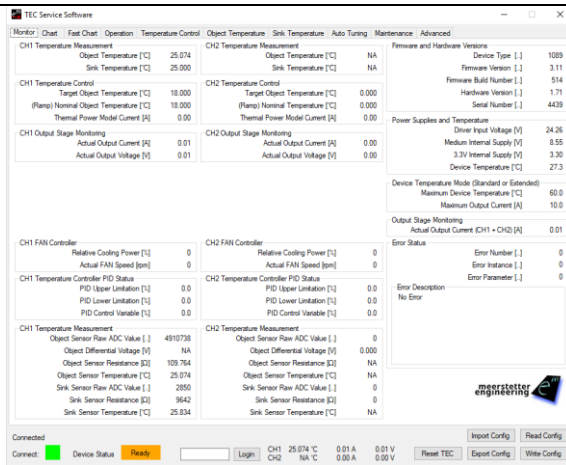 TEC Service Software
Monitor Chart Fast Chart Operation Temperature Control Object Temperature Sink Temperature Auto Tuning Maintenance Advanced
CH1 Temperature Measurement
Object Temperature [°C] 25.074
Sink Temperature [°C] 25.000
CH1 Temperature Control
Target Object Temperature [°C] 18.000
(Ramp) Nominal Object Temperature [°C] 18.000
Thermal Power Model Current [A] 0.00
CH1 Output Stage Monitoring
Actual Output Current [A] 0.01
Actual Output Voltage [V] 0.01
CH1 FAN Controller
Relative Cooling Power [%] 0
Actual FAN Speed [rpm] 0
CH1 Temperature Controller PID Status
PID Upper Limitation [%] 0.0
PID Lower Limitation [%] 0.0
PID Control Variable [%] 0.0
CH1 Temperature Measurement
Object Sensor Raw ADC Value [..] 4910738
Object Differential Voltage [V] NA
Object Sensor Resistance [Ω] 109.764
Object Sensor Temperature [°C] 25.074
Sink Sensor Raw ADC Value [..] 2850
Sink Sensor Resistance [Ω] 9642
Sink Sensor Temperature [°C] 25.834
CH2 Temperature Measurement
Object Temperature [°C] NA
Sink Temperature [°C] NA
CH2 Temperature Control
Target Object Temperature [°C] 0.000
(Ramp) Nominal Object Temperature [°C] 0.000
Thermal Power Model Current [A] 0.00
CH2 Output Stage Monitoring
Actual Output Current [A] 0.00
Actual Output Voltage [V] 0.00
CH2 FAN Controller
Relative Cooling Power [%] 0
Actual FAN Speed [rpm] 0
CH2 Temperature Controller PID Status
PID Upper Limitation [%] 0.0
PID Lower Limitation [%] 0.0
PID Control Variable [%] 0.0
CH2 Temperature Measurement
Object Sensor Raw ADC Value [..] 0
Object Differential Voltage [V] 0.000
Object Sensor Resistance [Ω] NA
Object Sensor Temperature [°C] NA
Sink Sensor Raw ADC Value [..] 0
Sink Sensor Resistance [Ω] 0
Sink Sensor Temperature [°C] NA
Firmware and Hardware Versions
Device Type [..] 1089
Firmware Version [..] 3.11
Firmware Build Number [..] 514
Hardware Version [..] 1.71
Serial Number [..] 4439
Power Supplies and Temperature
Driver Input Voltage [V] 24.26
Medium Internal Supply [V] 8.55
3.3V Internal Supply [V] 3.30
Device Temperature [°C] 27.3
Device Temperature Mode (Standard or Extended)
Maximum Device Temperature [°C] 60.0
Maximum Output Current [A] 10.0
Output Stage Monitoring
Actual Output Current (CH1 + CH2) [A] 0.01
Error Status
Error Number [..] 0
Error Instance [..] 0
Error Parameter [..] 0
Error Description
No Error
meerstetter
engineering
Connected
Connect: Device Status Ready Login
CH1 25.074 °C 0.01 A 0.01 V
CH2 NA °C 0.00 A 0.00 V
Import Config Read Config
Reset TEC Export Config Write Config